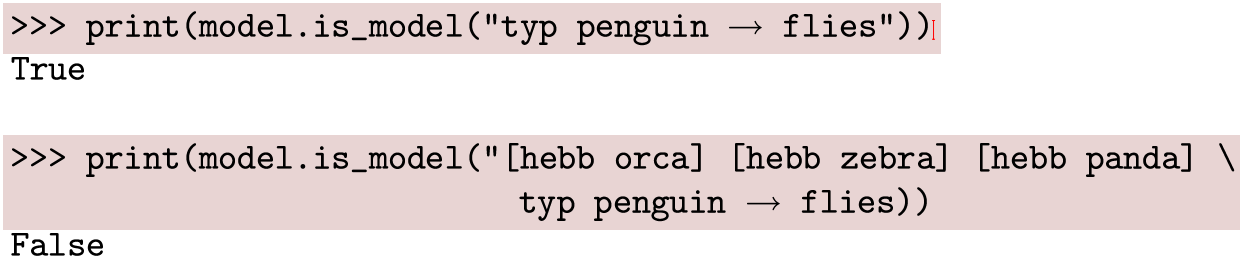 >>> print(model.is_model("typ penguin → flies"))
True
>>> print(model.is_model("[hebb orca] [hebb zebra] [hebb panda] \
typ penguin → flies))
False